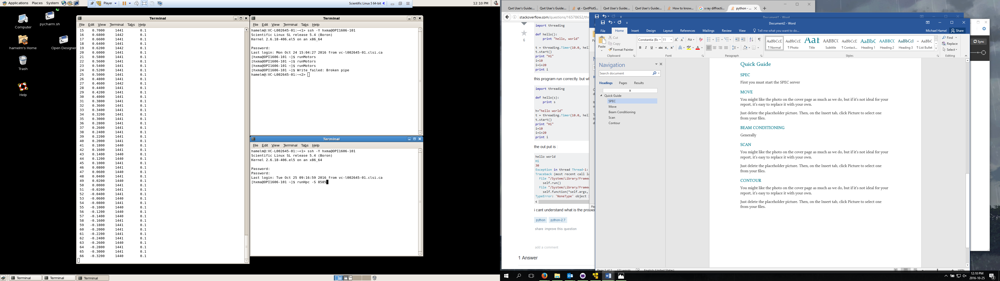 Applications Places System
Player
Scientific Linux 5 64-bit
12:10 PM
Computer
pycharm.sh
hamelm's Home
Open Designer
Trash
Help
Terminal
File Edit View Terminal Tabs Help
15 0.7000 1441 0.1
16 0.6800 1442 0.1
17 0.6600 1441 0.1
18 0.6400 1441 0.1
19 0.6200 1442 0.1
20 0.6000 1441 0.1
21 0.5800 1441 0.1
22 0.5600 1441 0.1
23 0.5400 1441 0.1
24 0.5200 1441 0.1
25 0.5000 1441 0.1
26 0.4800 1441 0.1
27 0.4600 1442 0.1
28 0.4400 1441 0.1
29 0.4200 1441 0.1
30 0.4000 1441 0.1
31 0.3800 1441 0.1
32 0.3600 1441 0.1
33 0.3400 1441 0.1
34 0.3200 1441 0.1
35 0.3000 1441 0.1
36 0.2800 1441 0.1
37 0.2600 1441 0.1
38 0.2400 1441 0.1
39 0.2200 1441 0.1
40 0.2000 1441 0.1
41 0.1800 1440 0.1
42 0.1600 1441 0.1
43 0.1400 1440 0.1
44 0.1200 1440 0.1
45 0.1000 1441 0.1
46 0.0800 1441 0.1
47 0.0600 1440 0.1
48 0.0400 1441 0.1
49 0.0200 1440 0.1
50 0.0000 1441 0.1
51 -0.0200 1441 0.1
52 -0.0400 1441 0.1
53 -0.0600 1440 0.1
54 -0.0800 1441 0.1
55 -0.1000 1440 0.1
56 -0.1200 1440 0.1
57 -0.1400 1440 0.1
58 -0.1600 1441 0.1
59 -0.1800 1441 0.1
60 -0.2000 1441 0.1
61 -0.2200 1441 0.1
62 -0.2400 1441 0.1
63 -0.2600 1440 0.1
64 -0.2800 1441 0.1
65 -0.3000 1441 0.1
66 -0.3200 1440 0.1
Terminal
File Edit View Terminal Tabs Help
hamelm@:VC-L002645-01:~<1> ssh -Y hxma@OPI1606-101
Scientific Linux SL release 5.4 (Boron)
Kernel 2.6.18-406.el5 on an x86_64
Password:
Last login: Mon Oct 24 15:04:27 2016 from vc-l002645-01.clsi.ca
[hxma@OPI1606-101 ~]$ runMotors
[hxma@OPI1606-101 ~]$ runMotors
[hxma@OPI1606-101 ~]$ runMotors
[hxma@OPI1606-101 ~]$ Write failed: Broken pipe
hamelm@:VC-L002645-01:~<2>
Terminal
File Edit View Terminal Tabs Help
hamelm@:VC-L002645-01:~<1> ssh -Y hxma@OPI1606-101
Scientific Linux SL release 5.4 (Boron)
Kernel 2.6.18-406.el5 on an x86_64
Password:
Password:
Last login: Tue Oct 25 09:16:59 2016 from vc-l002645-01.clsi.ca
[hxma@OPI1606-101 ~]$ runHpc -S 8585
Terminal Terminal Terminal
Qwt User's Guide:... Qwt User's Guide:... qt - QwtPlotS... Qwt User's Guide:... Qwt User's Guide:... How to know... x ray diffracti... python - ...
stackoverflow.com/questions/16578652/thr
6
import threading
def hello():
print "hello, world"
t = threading.Timer(10.0, hell
t.start()
print "Hi"
i=10
i=i+20
print i
this program run correctly. but wh
import threading
def hello(s):
print s
h="hello world"
t = threading.Timer(10.0, hell
t.start()
print "Hi"
i=10
i=i+20
print i
the out put is :
hello world
Hi
30
Exception in thread Thread-1:
Traceback (most recent call la
File "/System/Library/Framew
self.run()
File "/System/Library/Framew
self.function(*self.args,
TypeError: 'NoneType' object
i cant understand what is the problem
python python-2.7
share improve this question
add a comment
1 Answer
Document1 - Word
Document2 - Word
File Home Insert Design Layout References Mailings Review View Tell me what you want to do...
Michael Hamel Share
Paste
Cut
Copy
Format Painter
Clipboard
Constantia (Bc 11
B I U abc
Font
Paragraph
AaBbCcD AaBbCcD AaB AABBCC AaBbCcD AaBbC AABBCC AaBbCcI AaBbC
¶ Normal ¶ Photo Title Subtitle ¶ Contact... Heading 1 Heading 2 Heading 3 ¶ List Bullet
Styles
Find
Replace
Select
Editing
Sync
Navigation
Search document
Headings Pages Results
Quick Guide
SPEC
Move
Beam Conditioning
Scan
Contour
Quick Guide
SPEC
First you must start the SPEC server
MOVE
You might like the photo on the cover page as much as we do, but if it's not ideal for your
report, it's easy to replace it with your own.
Just delete the placeholder picture. Then, on the Insert tab, click Picture to select one
from your files.
BEAM CONDITIONING
Generally
SCAN
You might like the photo on the cover page as much as we do, but if it's not ideal for your
report, it's easy to replace it with your own.
Just delete the placeholder picture. Then, on the Insert tab, click Picture to select one
from your files.
CONTOUR
You might like the photo on the cover page as much as we do, but if it's not ideal for your
report, it's easy to replace it with your own.
Just delete the placeholder picture. Then, on the Insert tab, click Picture to select one
from your files.
Page 2 of 2 171 words English (United States) 100%
12:10 PM
2016-10-25